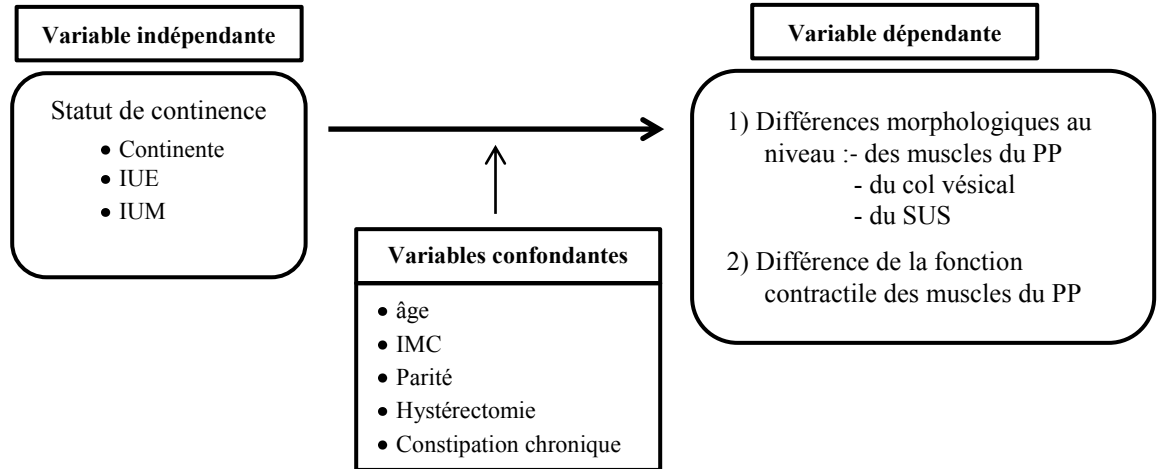 Variable indépendante
Statut de continence
• Continente
• IUE
• IUM
Variables confondantes
• âge
• IMC
• Parité
• Hystérectomie
• Constipation chronique
Variable dépendante
1) Différences morphologiques au
niveau :- des muscles du PP
- du col vésical
- du SUS
2) Différence de la fonction
contractile des muscles du PP